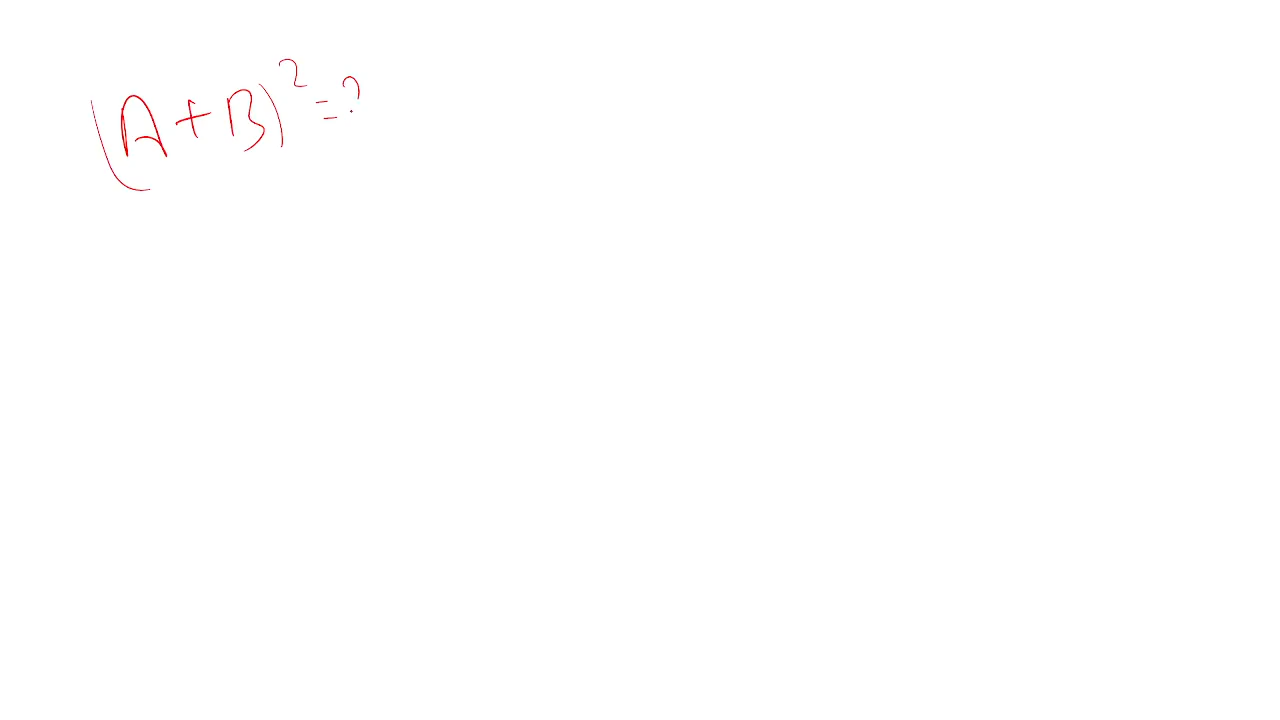 (A+B)² = ?